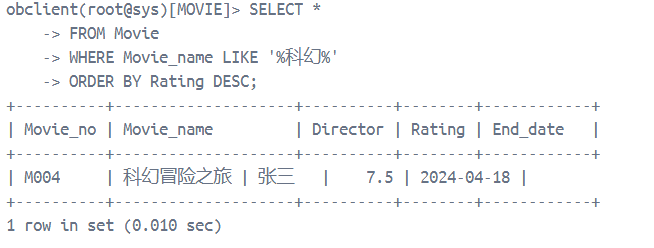 obclient(root@sys)[MOVIE]> SELECT *
    -> FROM Movie
    -> WHERE Movie_name LIKE '%科幻%'
    -> ORDER BY Rating DESC;
+----------+--------------------+----------+--------+------------+
| Movie_no | Movie_name         | Director | Rating | End_date   |
+----------+--------------------+----------+--------+------------+
| M004     | 科幻冒险之旅 | 张三   |    7.5 | 2024-04-18 |
+----------+--------------------+----------+--------+------------+
1 row in set (0.010 sec)